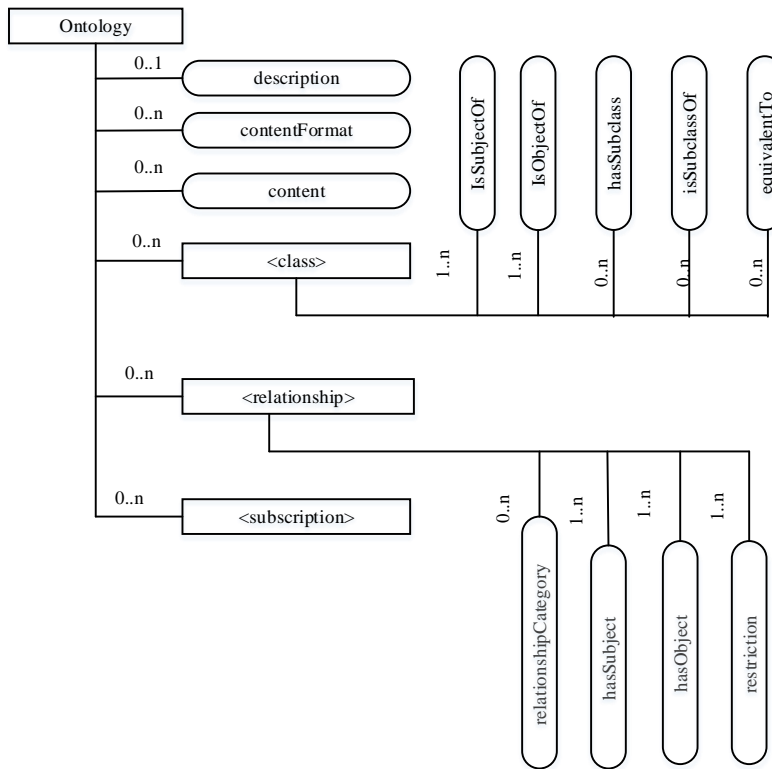 Ontology
0..1
description
0..n
contentFormat
0..n
content
0..n
<class>
IsSubjectOf
IsObjectOf
hasSubclass
isSubclassOf
equivalentTo
1..n
1..n
0..n
0..n
0..n
0..n
<relationship>
0..n
<subscription>
0..n
1..n
1..n
1..n
relationshipCategory
hasSubject
hasObject
restriction